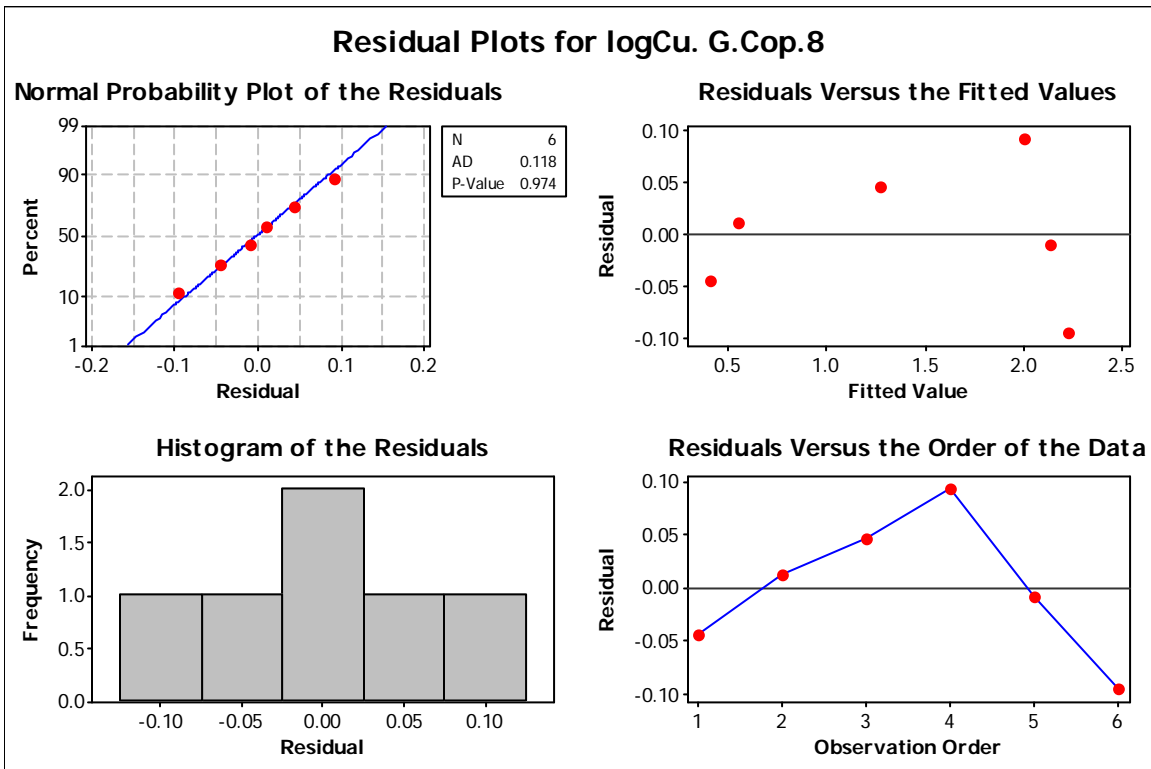 Residual Plots for logCu. G.Cop.8
Normal Probability Plot of the Residuals
99
90
50
10
1
Percent
-0.2 -0.1 0.0 0.1 0.2
Residual
N 6
AD 0.118
P-Value 0.974
Residuals Versus the Fitted Values
0.10
0.05
0.00
-0.05
-0.10
Residual
0.5 1.0 1.5 2.0 2.5
Fitted Value
Histogram of the Residuals
2.0
1.5
1.0
0.5
0.0
Frequency
-0.10 -0.05 0.00 0.05 0.10
Residual
Residuals Versus the Order of the Data
0.10
0.05
0.00
-0.05
-0.10
Residual
1 2 3 4 5 6
Observation Order